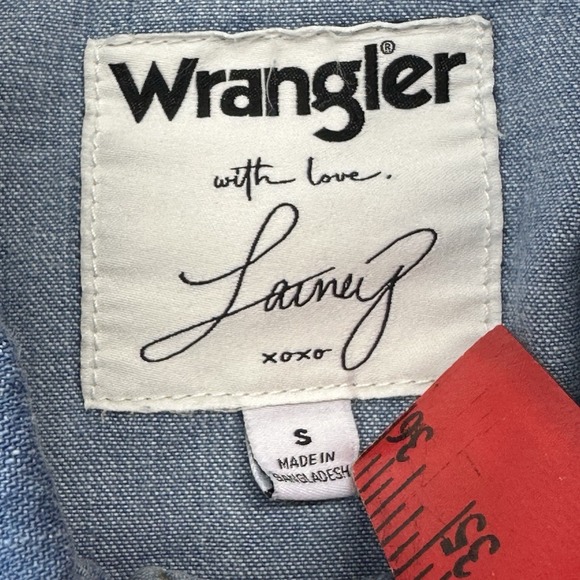 Wrangler®
with love.
Lainey
xoxo
S
MADE IN
BANGLADESH
36
35